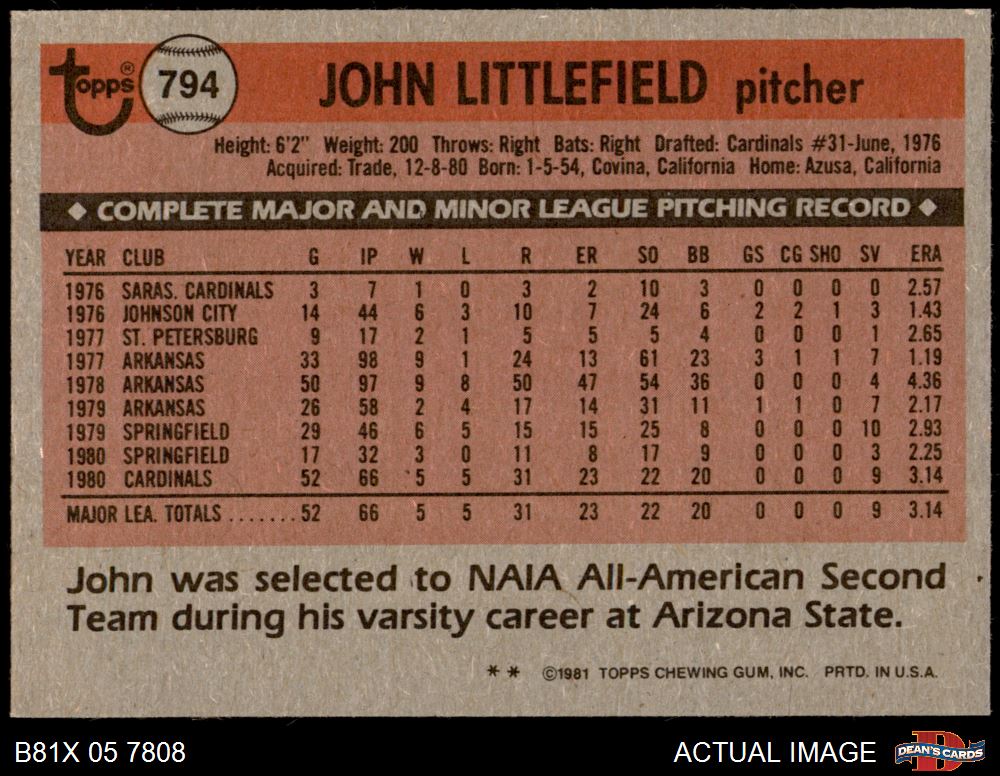 topps® 794 JOHN LITTLEFIELD pitcher
Height: 6'2" Weight: 200 Throws: Right Bats: Right Drafted: Cardinals #31-June, 1976
Acquired: Trade, 12-8-80 Born: 1-5-54, Covina, California Home: Azusa, California
◆ COMPLETE MAJOR AND MINOR LEAGUE PITCHING RECORD ◆
YEAR CLUB G IP W L R ER SO BB GS CG SHO SV ERA
1976 SARAS. CARDINALS 3 7 1 0 3 2 10 3 0 0 0 0 2.57
1976 JOHNSON CITY 14 44 6 3 10 7 24 6 2 2 1 3 1.43
1977 ST. PETERSBURG 9 17 2 1 5 5 5 4 0 0 0 1 2.65
1977 ARKANSAS 33 98 9 1 24 13 61 23 3 1 1 7 1.19
1978 ARKANSAS 50 97 9 8 50 47 54 36 0 0 0 4 4.36
1979 ARKANSAS 26 58 2 4 17 14 31 11 1 1 0 7 2.17
1979 SPRINGFIELD 29 46 6 5 15 15 25 8 0 0 0 10 2.93
1980 SPRINGFIELD 17 32 3 0 11 8 17 9 0 0 0 3 2.25
1980 CARDINALS 52 66 5 5 31 23 22 20 0 0 0 9 3.14
MAJOR LEA. TOTALS .......52 66 5 5 31 23 22 20 0 0 0 9 3.14
John was selected to NAIA All-American Second
Team during his varsity career at Arizona State.
* * ©1981 TOPPS CHEWING GUM, INC. PRTD. IN U.S.A.
B81X 05 7808 ACTUAL IMAGE DEAN'S CARDS